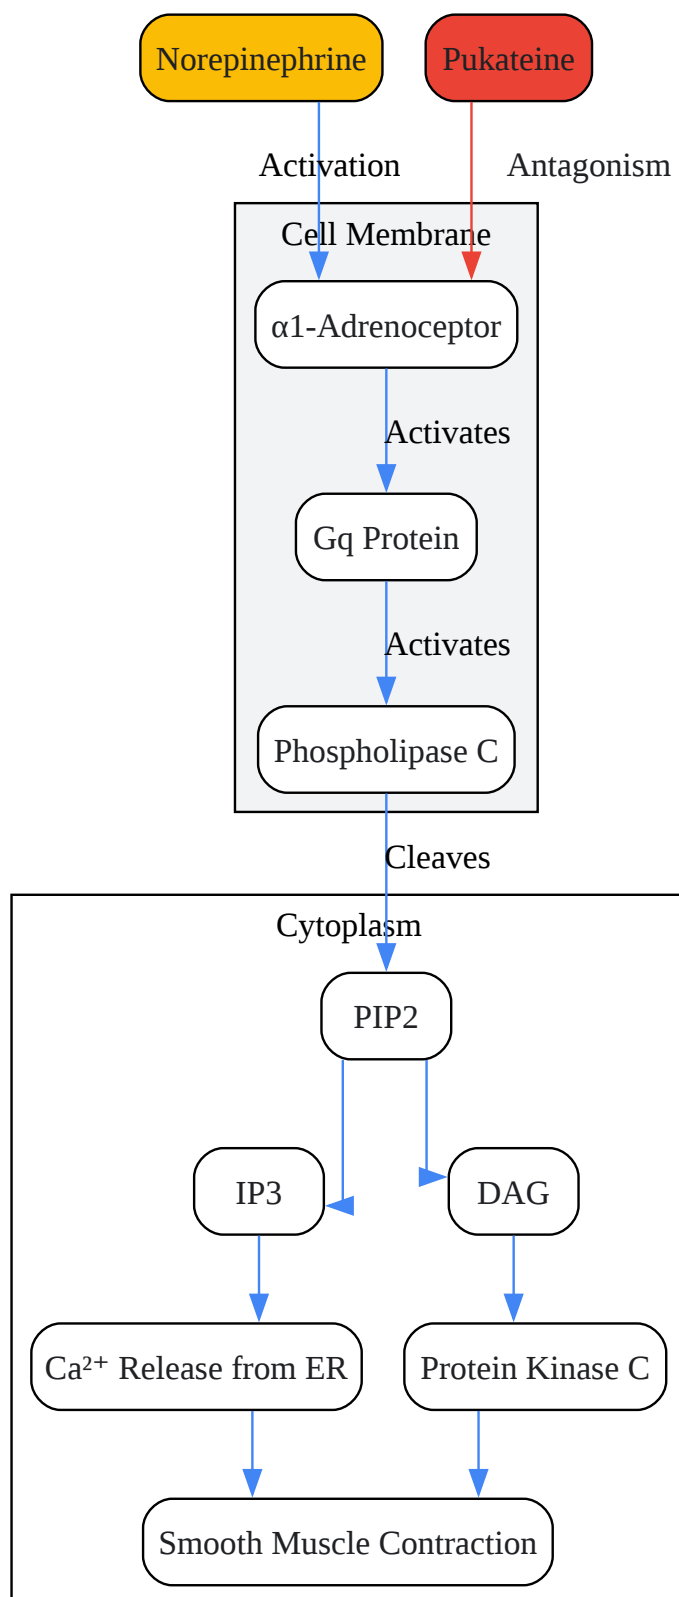 Norepinephrine
Pukateine
Activation
Antagonism
Cell Membrane
α1-Adrenoceptor
Activates
Gq Protein
Activates
Phospholipase C
Cleaves
Cytoplasm
PIP2
IP3
DAG
Ca²⁺ Release from ER
Protein Kinase C
Smooth Muscle Contraction